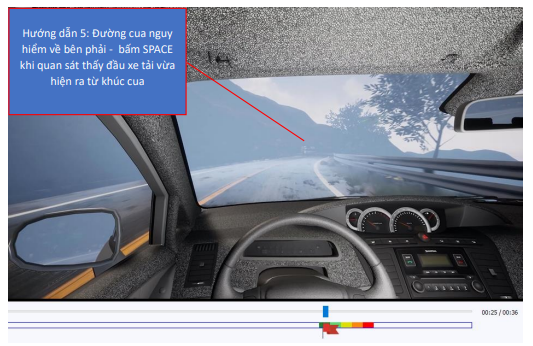 Hướng dẫn 5: Đường cua nguy
hiểm về bên phải - bấm SPACE
khi quan sát thấy đầu xe tải vừa
hiện ra từ khúc cua
00:25 / 00:36